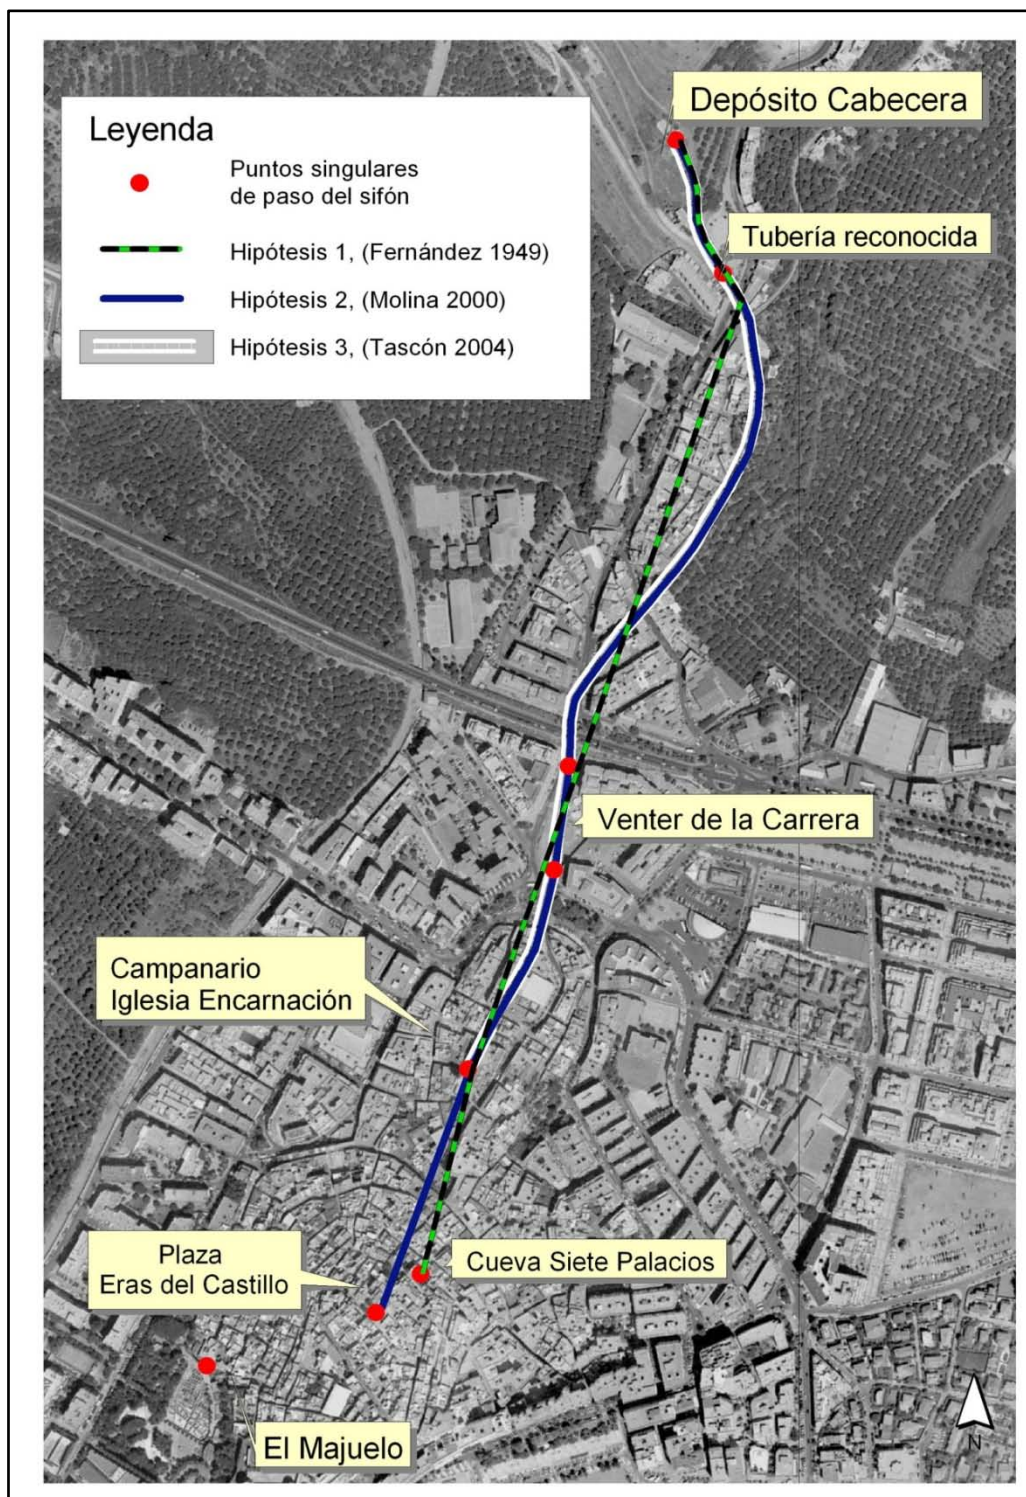 Depósito Cabecera
Leyenda
Puntos singulares
de paso del sifón
Tubería reconocida
Hipótesis 1, (Fernández 1949)
Hipótesis 2, (Molina 2000)
Hipótesis 3, (Tascón 2004)
Venter de la Carrera
Campanario
Iglesia Encarnación
Plaza
Eras del Castillo
Cueva Siete Palacios
El Majuelo
N